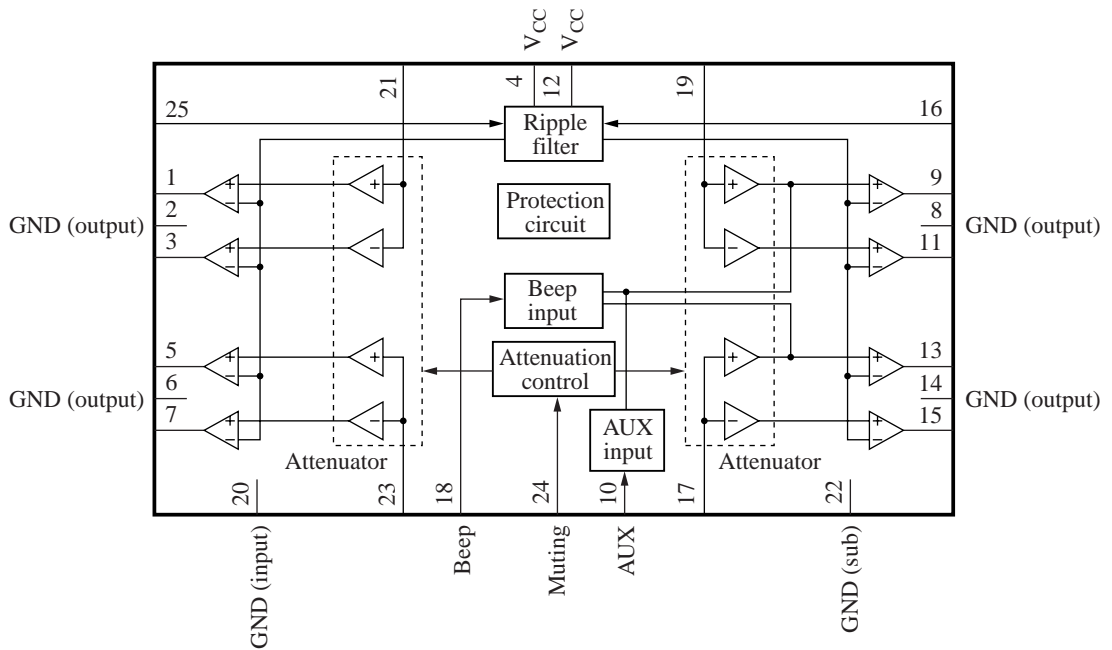 VCC
VCC
21
4
12
19
25
Ripple
filter
16
1
+
−
+
+
+
−
9
2
Protection
circuit
8
GND (output)
GND (output)
3
+
−
−
−
+
−
11
Beep
input
5
+
−
+
Attenuation
control
+
+
−
13
6
14
GND (output)
GND (output)
7
+
−
−
AUX
input
−
+
−
15
Attenuator
Attenuator
20
23
18
24
10
17
22
GND (input)
Beep
Muting
AUX
GND (sub)